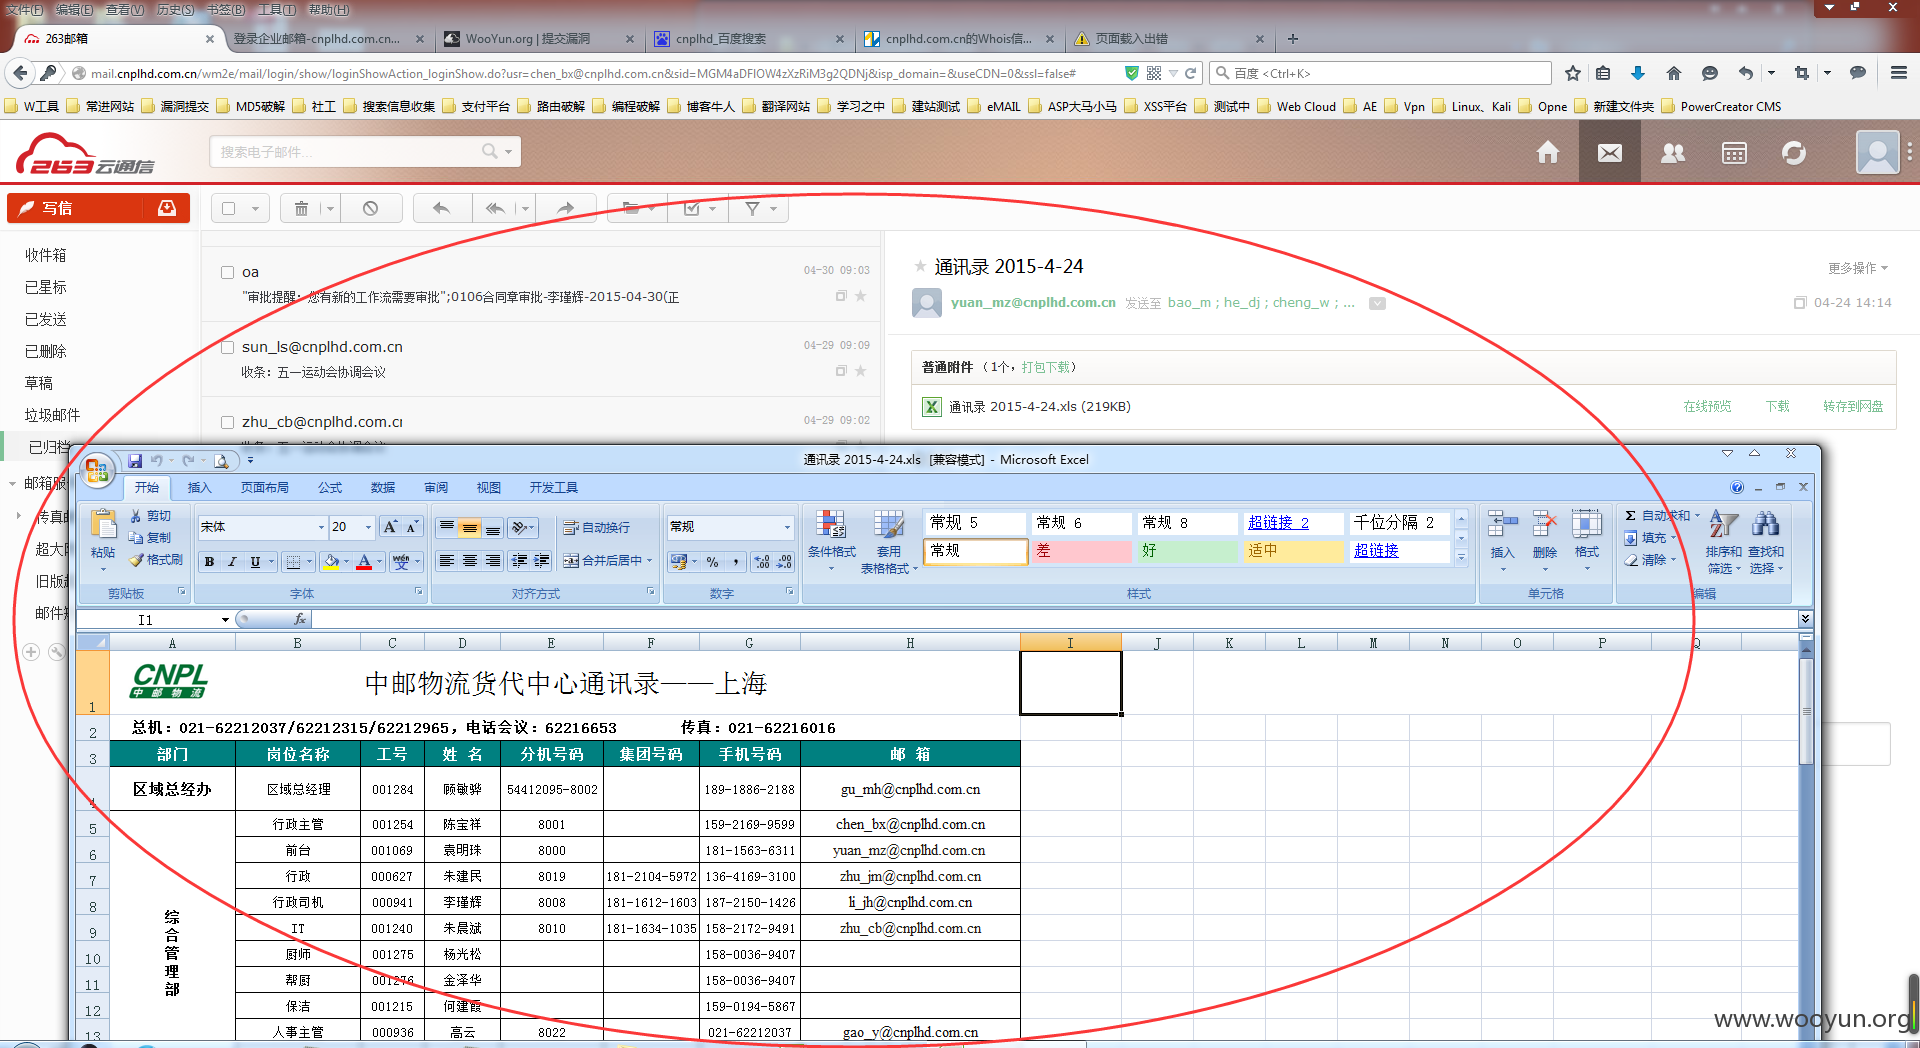 文件(F) 编辑(E) 查看(V) 历史(S) 书签(B) 工具(T) 帮助(H)
263邮箱 登录企业邮箱-cnplhd.com.cn... WooYun.org | 提交漏洞 cnplhd_百度搜索 cnplhd.com.cn的Whois信... 页面载入出错
mail.cnplhd.com.cn/wm2e/mail/login/show/loginShowAction_loginShow.do?usr=chen_bx@cnplhd.com.cn&sid=MGM4aDFIOW4zXzRiM3g2QDNj&isp_domain=&useCDN=0&ssl=false# 百度 <Ctrl+K>
W工具 常进网站 漏洞提交 MD5破解 社工 搜索信息收集 支付平台 路由破解 编程破解 博客牛人 翻译网站 学习之中 建站测试 eMAIL ASP大马小马 XSS平台 测试中 Web Cloud AE Vpn Linux、Kali Opne 新建文件夹 PowerCreator CMS
263云通信 搜索电子邮件...
写信
收件箱
已星标
已发送
已删除
草稿
垃圾邮件
已归档
oa 04-30 09:03
"审批提醒：您有新的工作流需要审批";0106合同章审批-李瑾辉-2015-04-30(正
sun_ls@cnplhd.com.cn 04-29 09:09
收条：五一运动会协调会议
zhu_cb@cnplhd.com.cn 04-29 09:02
通讯录 2015-4-24 更多操作
yuan_mz@cnplhd.com.cn 发送至 bao_m ; he_dj ; cheng_w ; ... 04-24 14:14
普通附件 （1个，打包下载）
通讯录 2015-4-24.xls (219KB) 在线预览 下载 转存到网盘
通讯录 2015-4-24.xls [兼容模式] - Microsoft Excel
开始 插入 页面布局 公式 数据 审阅 视图 开发工具
粘贴 剪切 复制 格式刷 剪贴板
宋体 20 B I U 字体
自动换行 合并后居中 对齐方式
常规 % , 数字
条件格式 套用表格格式
常规 5 常规 6 常规 8 超链接 2 千位分隔 2
常规 差 好 适中 超链接
样式
插入 删除 格式 单元格
Σ 自动求和 填充 清除 排序和筛选 查找和选择 编辑
I1 fx
A B C D E F G H I J K L M N O P Q
1 CNPL 中邮物流 中邮物流货代中心通讯录——上海
2 总机：021-62212037/62212315/62212965，电话会议：62216653 传真：021-62216016
3 部门 岗位名称 工号 姓 名 分机号码 集团号码 手机号码 邮 箱
4 区域总经办 区域总经理 001284 顾敏骅 54412095-8002 189-1886-2188 gu_mh@cnplhd.com.cn
综合管理部
5 行政主管 001254 陈宝祥 8001 159-2169-9599 chen_bx@cnplhd.com.cn
6 前台 001069 袁明珠 8000 181-1563-6311 yuan_mz@cnplhd.com.cn
7 行政 000627 朱建民 8019 181-2104-5972 136-4169-3100 zhu_jm@cnplhd.com.cn
8 行政司机 000941 李瑾辉 8008 181-1612-1603 187-2150-1426 li_jh@cnplhd.com.cn
9 IT 001240 朱晨斌 8010 181-1634-1035 158-2172-9491 zhu_cb@cnplhd.com.cn
10 厨师 001275 杨光松 158-0036-9407
11 帮厨 001276 金泽华 158-0036-9407
12 保洁 001215 何建霞 159-0194-5867
13 人事主管 000936 高云 8022 021-62212037 gao_y@cnplhd.com.cn
www.wooyun.org